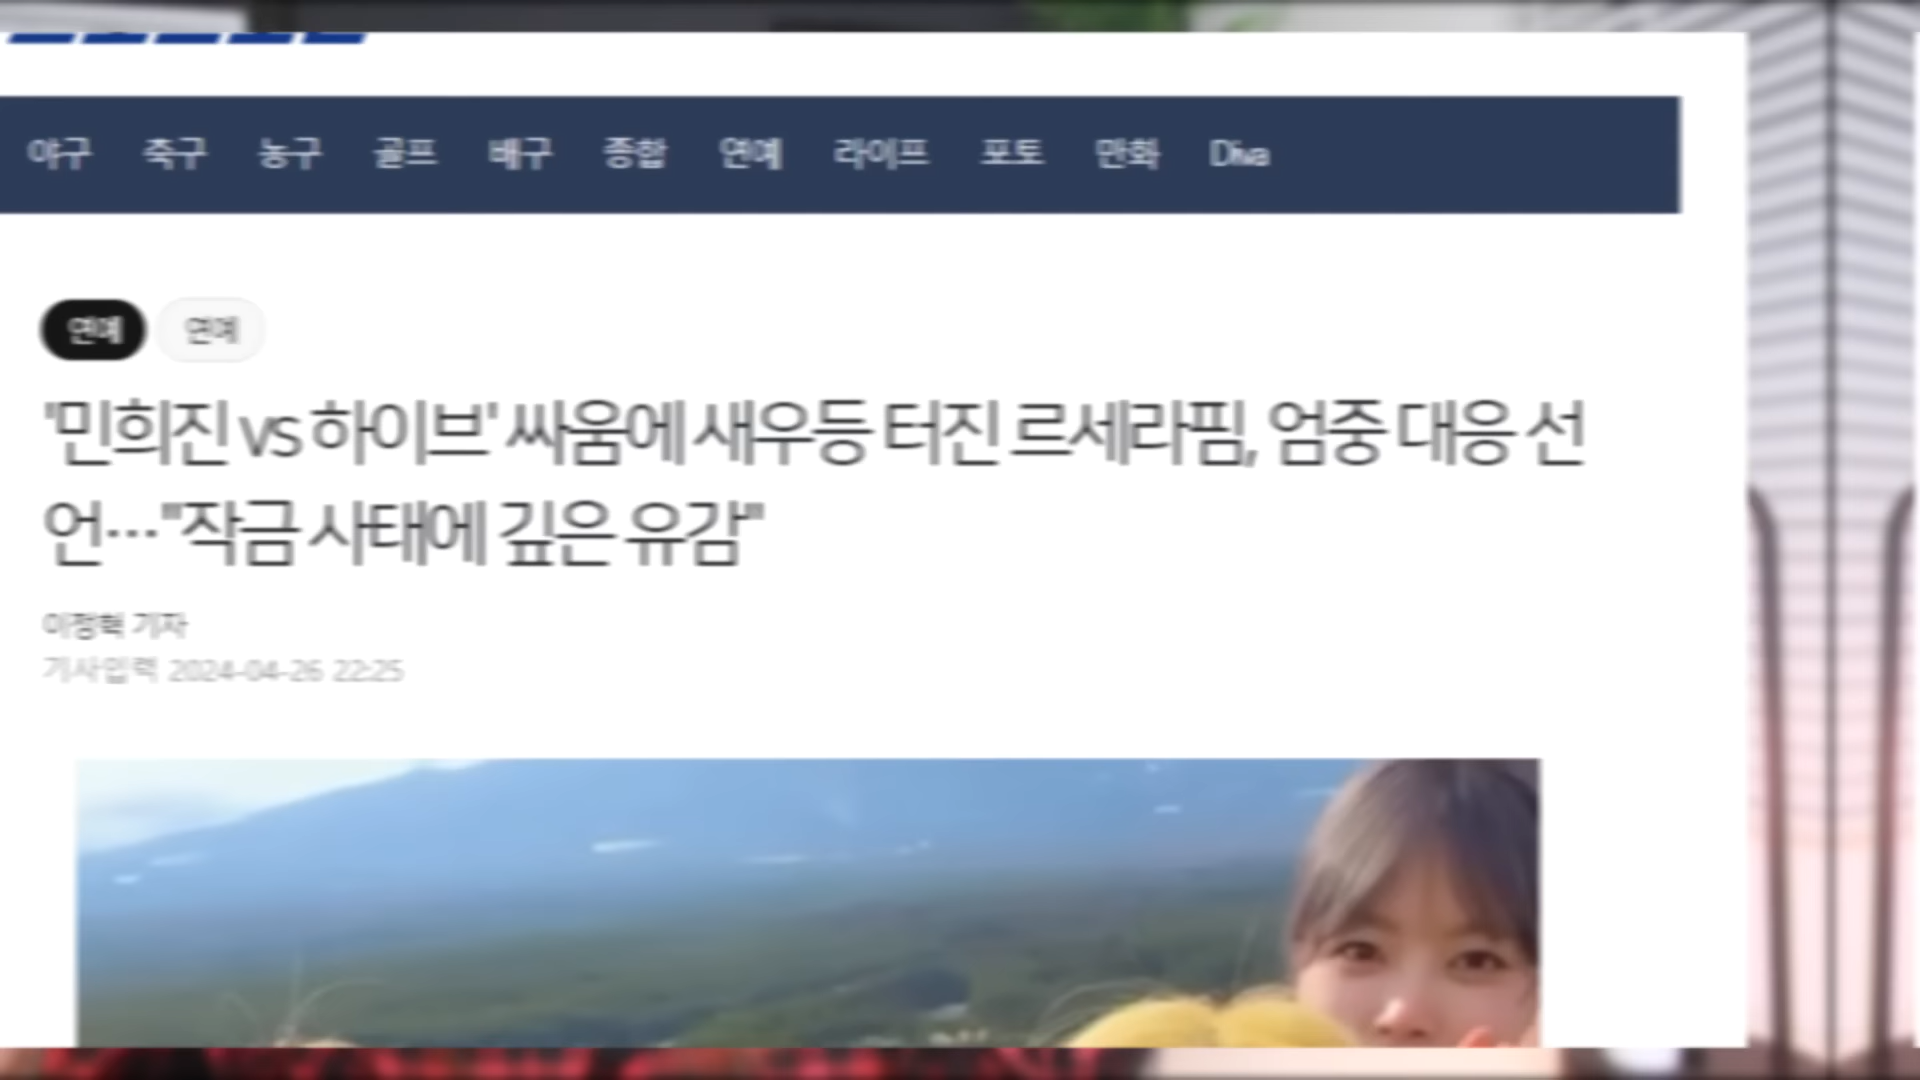 야구 축구 농구 골프 배구 종합 연예 라이프 포토 만화 Diva
연예 연예
'민희진 vs 하이브' 싸움에 새우등 터진 르세라핌, 엄중 대응 선
언…"작금 사태에 깊은 유감"
이정혁 기자
기사입력 2024-04-26 22:25